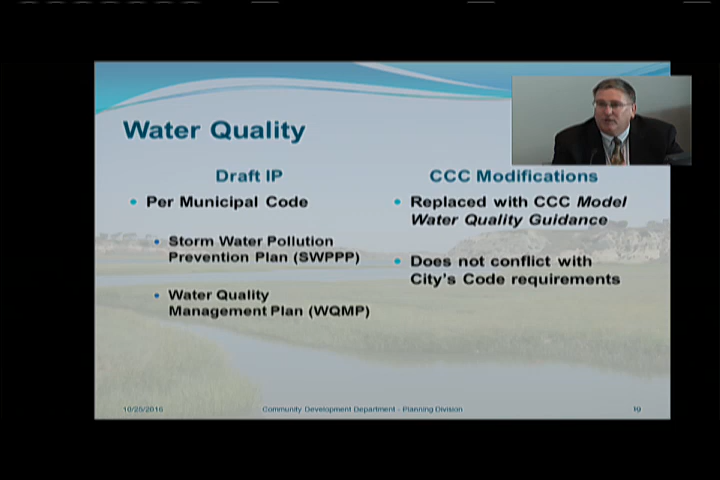 Water Quality
Draft IP
Per Municipal Code
Storm Water Pollution
Prevention Plan (SWPPP)
Water Quality
Management Plan (WQMP)
CCC Modifications
Replaced with CCC Model
Water Quality Guidance
Does not conflict with
City's Code requirements
10/25/2016
Community Development Department - Planning Division
19